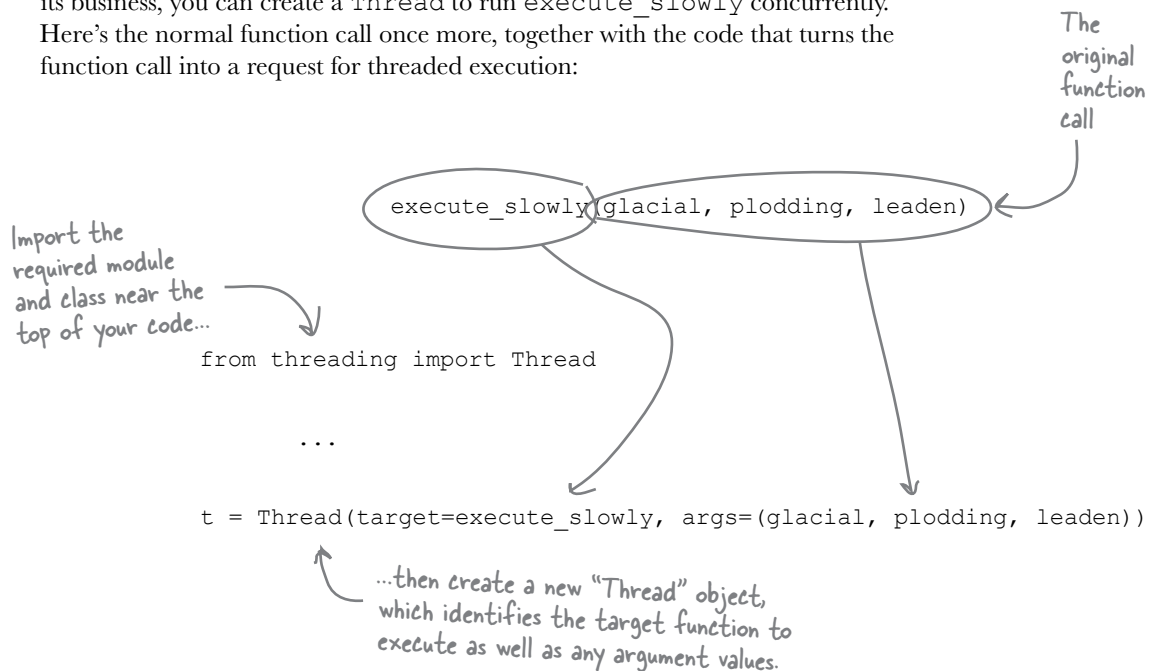 its business, you can create a Thread to run execute_slowly concurrently.
Here’s the normal function call once more, together with the code that turns the
function call into a request for threaded execution:
The
original
function
call
execute_slowly(glacial, plodding, leaden)
Import the
required module
and class near the
top of your code...
from threading import Thread
...
t = Thread(target=execute_slowly, args=(glacial, plodding, leaden))
...then create a new “Thread” object,
which identifies the target function to
execute as well as any argument values.